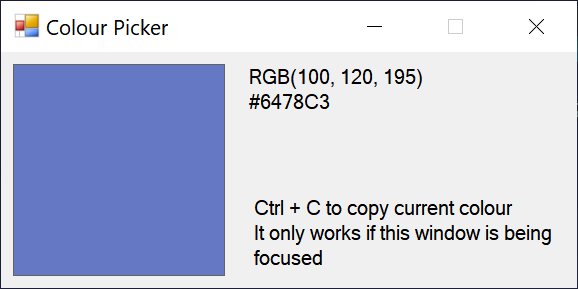 Colour Picker
RGB(100, 120, 195)
#6478C3
Ctrl + C to copy current colour
It only works if this window is being
focused